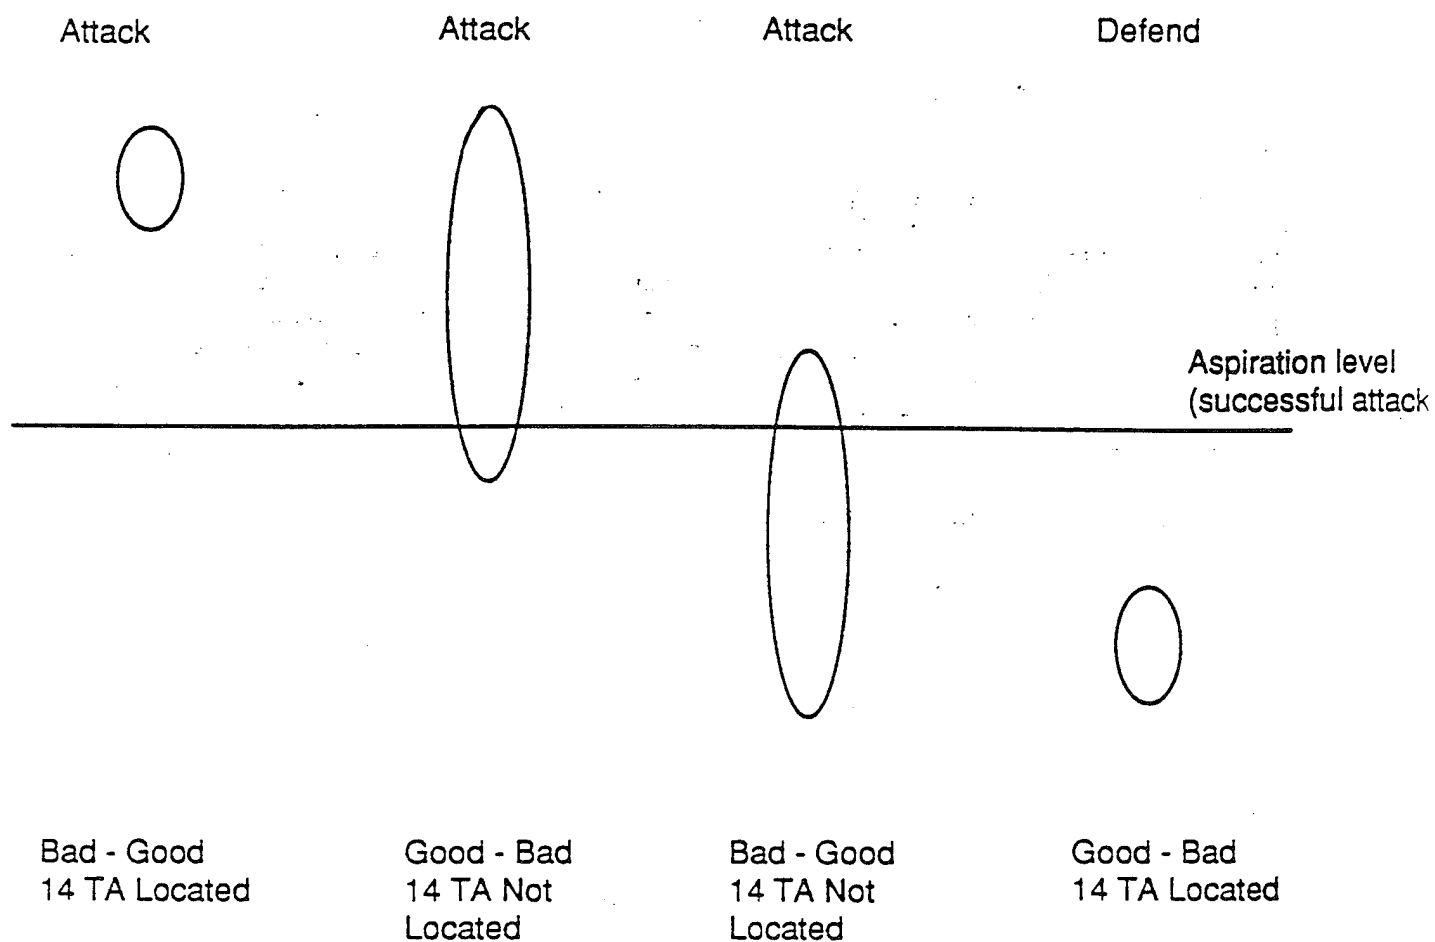 Attack
Attack
Attack
Defend
Aspiration level
(successful attack
Bad - Good
14 TA Located
Good - Bad
14 TA Not
Located
Bad - Good
14 TA Not
Located
Good - Bad
14 TA Located